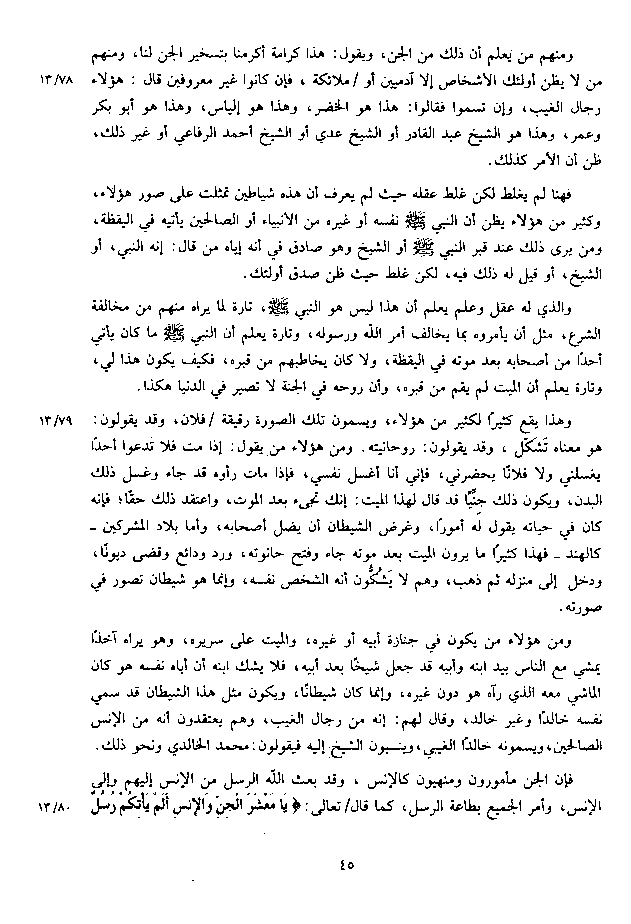 ومنهم من يعلم أن ذلك من الجن، ويقول: هذا كرامة أكرمنا بتسخير الجن لنا، ومنهم
من لا يظن أولئك الأشخاص إلا آدميين أو / ملائكة ، فإن كانوا غير معروفين قال : هؤلاء ١٣/٧٨
رجال الغيب، وإن تسموا فقالوا: هذا هو الخضر، وهذا هو إلياس، وهذا هو أبو بكر
وعمر، وهذا هو الشيخ عبد القادر أو الشيخ عدي أو الشيخ أحمد الرفاعي أو غير ذلك،
ظن أن الأمر كذلك.
فهنا لم يغلط لكن غلط عقله حيث لم يعرف أن هذه شياطين تمثلت على صور هؤلاء،
وكثير من هؤلاء يظن أن النبي ﷺ نفسه أو غيره من الأنبياء أو الصالحين يأتيه في اليقظة،
ومن يرى ذلك عند قبر النبي ﷺ أو الشيخ وهو صادق في أنه إياه من قال: إنه النبي، أو
الشيخ، أو قيل له ذلك فيه، لكن غلط حيث ظن صدق أولئك.
والذي له عقل وعلم يعلم أن هذا ليس هو النبي ﷺ، تارة لما يراه منهم من مخالفة
الشرع، مثل أن يأمروه بما يخالف أمر الله ورسوله، وتارة يعلم أن النبي ﷺ ما كان يأتي
أحدًا من أصحابه بعد موته في اليقظة، ولا كان يخاطبهم من قبره، فكيف يكون هذا لي،
وتارة يعلم أن الميت لم يقم من قبره، وأن روحه في الجنة لا تصير في الدنيا هكذا.
وهذا يقع كثيرًا لكثير من هؤلاء، ويسمون تلك الصورة رقيقة /فلان، وقد يقولون: ١٣/٧٩
هو معناه تَشَكَّل ، وقد يقولون: روحانيته. ومن هؤلاء من يقول: إذا مت فلا تدعوا أحدًا
يغسلني ولا فلانًا يحضرني، فإني أنا أغسل نفسي، فإذا مات رأوه قد جاء وغسل ذلك
البدن، ويكون ذلك جِنِّيًا قد قال لهذا الميت: إنك تجيء بعد الموت، واعتقد ذلك حقًا؛ فإنه
كان في حياته يقول له أمورًا، وغرض الشيطان أن يضل أصحابه، وأما بلاد المشركين ـ
كالهند ـ فهذا كثيرًا ما يرون الميت بعد موته جاء وفتح حانوته، ورد ودائع وقضى ديونًا،
ودخل إلى منزله ثم ذهب، وهم لا يَشُكُّون أنه الشخص نفسه، وإنما هو شيطان تصور في
صورته.
ومن هؤلاء من يكون في جنازة أبيه أو غيره، والميت على سريره، وهو يراه آخذًا
يمشي مع الناس بيد ابنه وأبيه قد جعل شيخًا بعد أبيه، فلا يشك ابنه أن أباه نفسه هو كان
الماشي معه الذي رآه هو دون غيره، وإنما كان شيطانًا، ويكون مثل هذا الشيطان قد سمي
نفسه خالدًا وغير خالد، وقال لهم: إنه من رجال الغيب، وهم يعتقدون أنه من الإنس
الصالحين، ويسمونه خالدًا الغيبي، وينسبون الشيخ إليه فيقولون: محمد الخالدي ونحو ذلك.
فإن الجن مأمورون ومنهيون كالإنس ، وقد بعث الله الرسل من الإنس إليهم وإلى
الإنس، وأمر الجميع بطاعة الرسل، كما قال/ تعالى: ﴿ يَا مَعْشَرَ الْجِنِّ وَالإِنسِ أَلَمْ يَأْتِكُمْ رُسُلٌ ١٣/٨٠
٤٥